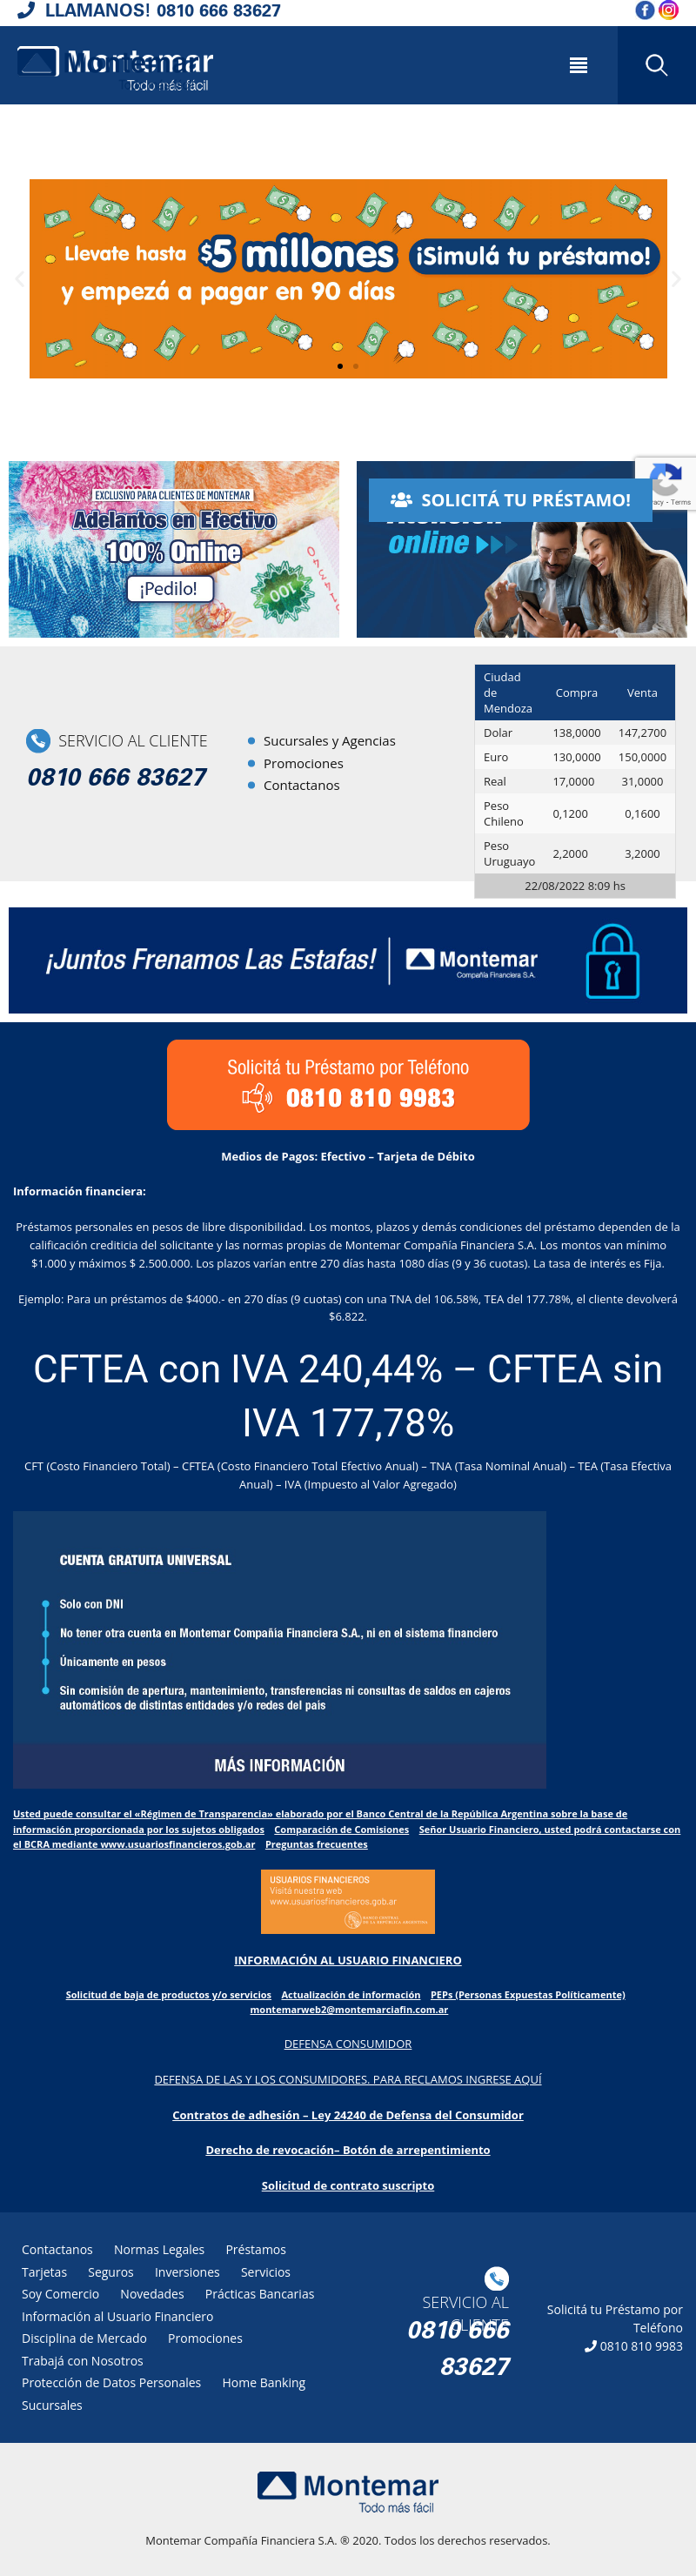 LLAMANOS! 0810 666 83627
Montemar
Todo más fácil
Llevate hasta $5 millones
y empezá a pagar en 90 días
¡Simulá tu préstamo!
EXCLUSIVO PARA CLIENTES DE MONTEMAR
Adelantos en Efectivo
100% Online
¡Pedilo!
SOLICITÁ TU PRÉSTAMO!
online
- Terms
SERVICIO AL CLIENTE
0810 666 83627
Sucursales y Agencias
Promociones
Contactanos
Ciudad de Mendoza Compra Venta
Dolar 138,0000 147,2700
Euro 130,0000 150,0000
Real 17,0000 31,0000
Peso Chileno 0,1200 0,1600
Peso Uruguayo 2,2000 3,2000
22/08/2022 8:09 hs
¡Juntos Frenamos Las Estafas!
Montemar
Compañía Financiera S.A.
Solicitá tu Préstamo por Teléfono
0810 810 9983
Medios de Pagos: Efectivo – Tarjeta de Débito
Información financiera:
Préstamos personales en pesos de libre disponibilidad. Los montos, plazos y demás condiciones del préstamo dependen de la
calificación crediticia del solicitante y las normas propias de Montemar Compañía Financiera S.A. Los montos van mínimo
$1.000 y máximos $ 2.500.000. Los plazos varían entre 270 días hasta 1080 días (9 y 36 cuotas). La tasa de interés es Fija.
Ejemplo: Para un préstamos de $4000.- en 270 días (9 cuotas) con una TNA del 106.58%, TEA del 177.78%, el cliente devolverá
$6.822.
CFTEA con IVA 240,44% – CFTEA sin
IVA 177,78%
CFT (Costo Financiero Total) – CFTEA (Costo Financiero Total Efectivo Anual) – TNA (Tasa Nominal Anual) – TEA (Tasa Efectiva
Anual) – IVA (Impuesto al Valor Agregado)
CUENTA GRATUITA UNIVERSAL
Solo con DNI
No tener otra cuenta en Montemar Compañía Financiera S.A., ni en el sistema financiero
Únicamente en pesos
Sin comisión de apertura, mantenimiento, transferencias ni consultas de saldos en cajeros
automáticos de distintas entidades y/o redes del país
MÁS INFORMACIÓN
Usted puede consultar el «Régimen de Transparencia» elaborado por el Banco Central de la República Argentina sobre la base de
información proporcionada por los sujetos obligados Comparación de Comisiones Señor Usuario Financiero, usted podrá contactarse con
el BCRA mediante www.usuariosfinancieros.gob.ar Preguntas frecuentes
USUARIOS FINANCIEROS
Visitá nuestra web
www.usuariosfinancieros.gob.ar
BANCO CENTRAL
DE LA REPÚBLICA ARGENTINA
INFORMACIÓN AL USUARIO FINANCIERO
Solicitud de baja de productos y/o servicios Actualización de información PEPs (Personas Expuestas Políticamente)
montemarweb2@montemarciafin.com.ar
DEFENSA CONSUMIDOR
DEFENSA DE LAS Y LOS CONSUMIDORES. PARA RECLAMOS INGRESE AQUÍ
Contratos de adhesión – Ley 24240 de Defensa del Consumidor
Derecho de revocación– Botón de arrepentimiento
Solicitud de contrato suscripto
Contactanos Normas Legales Préstamos
Tarjetas Seguros Inversiones Servicios
Soy Comercio Novedades Prácticas Bancarias
Información al Usuario Financiero
Disciplina de Mercado Promociones
Trabajá con Nosotros
Protección de Datos Personales Home Banking
Sucursales
SERVICIO AL
CLIENTE
0810 666
83627
Solicitá tu Préstamo por
Teléfono
0810 810 9983
Montemar
Todo más fácil
Montemar Compañía Financiera S.A. ® 2020. Todos los derechos reservados.